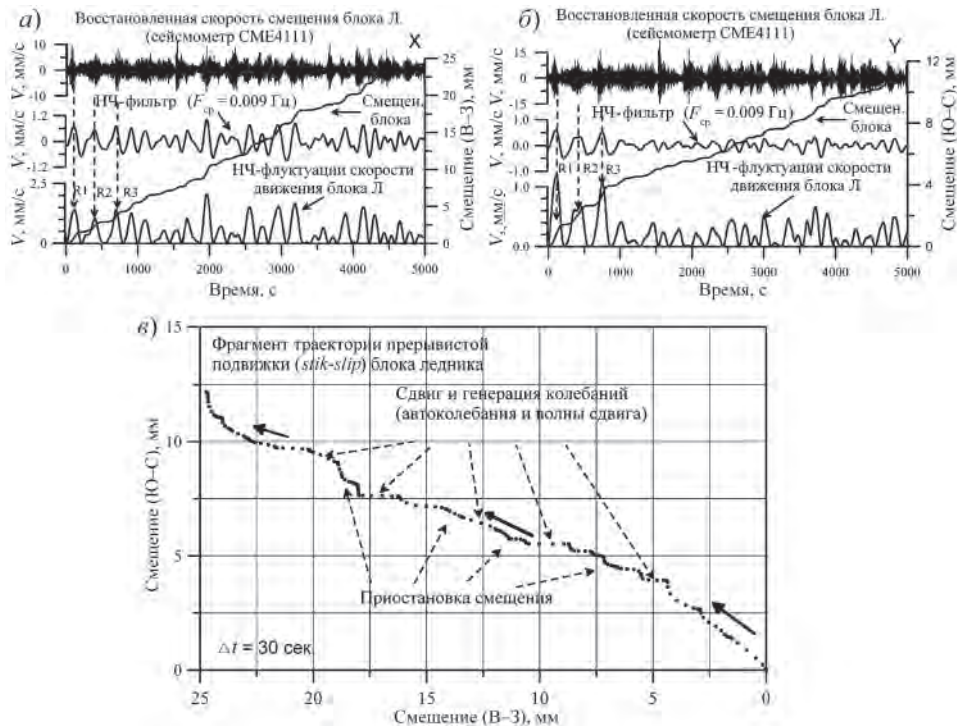 а)
Восстановленная скорость смещения блока Л.
(сейсмометр СМЕ4111)
X
V, мм/с
10
0
-10
НЧ-фильтр (Fср = 0.009 Гц)
Смещен.
блока
V, мм/с
1.2
0
-1.2
НЧ-флуктуации скорости
движения блока Л
R1 R2 R3
V, мм/с
2.5
0
25
20
15
10
5
0
Смещение (В–З), мм
0 1000 2000 3000 4000 5000
Время, с
б)
Восстановленная скорость смещения блока Л.
(сейсмометр СМЕ4111)
Y
V, мм/с
15
0
-15
НЧ-фильтр (Fср = 0.009 Гц)
Смещен.
блока
V, мм/с
1.6
0.0
-1.6
НЧ-флуктуации скорости
движения блока Л
R1 R2 R3
V, мм/с
1.0
0.0
12
8
4
0
Смещение (Ю–С), мм
0 1000 2000 3000 4000 5000
Время, с
в)
Фрагмент траектории прерывистой
подвижки (stik-slip) блока ледника
Сдвиг и генерация колебаний
(автоколебания и волны сдвига)
Приостановка смещения
△t = 30 сек.
Смешение (Ю–С), мм
15
10
5
0
25 20 15 10 5 0
Смешение (В–З), мм